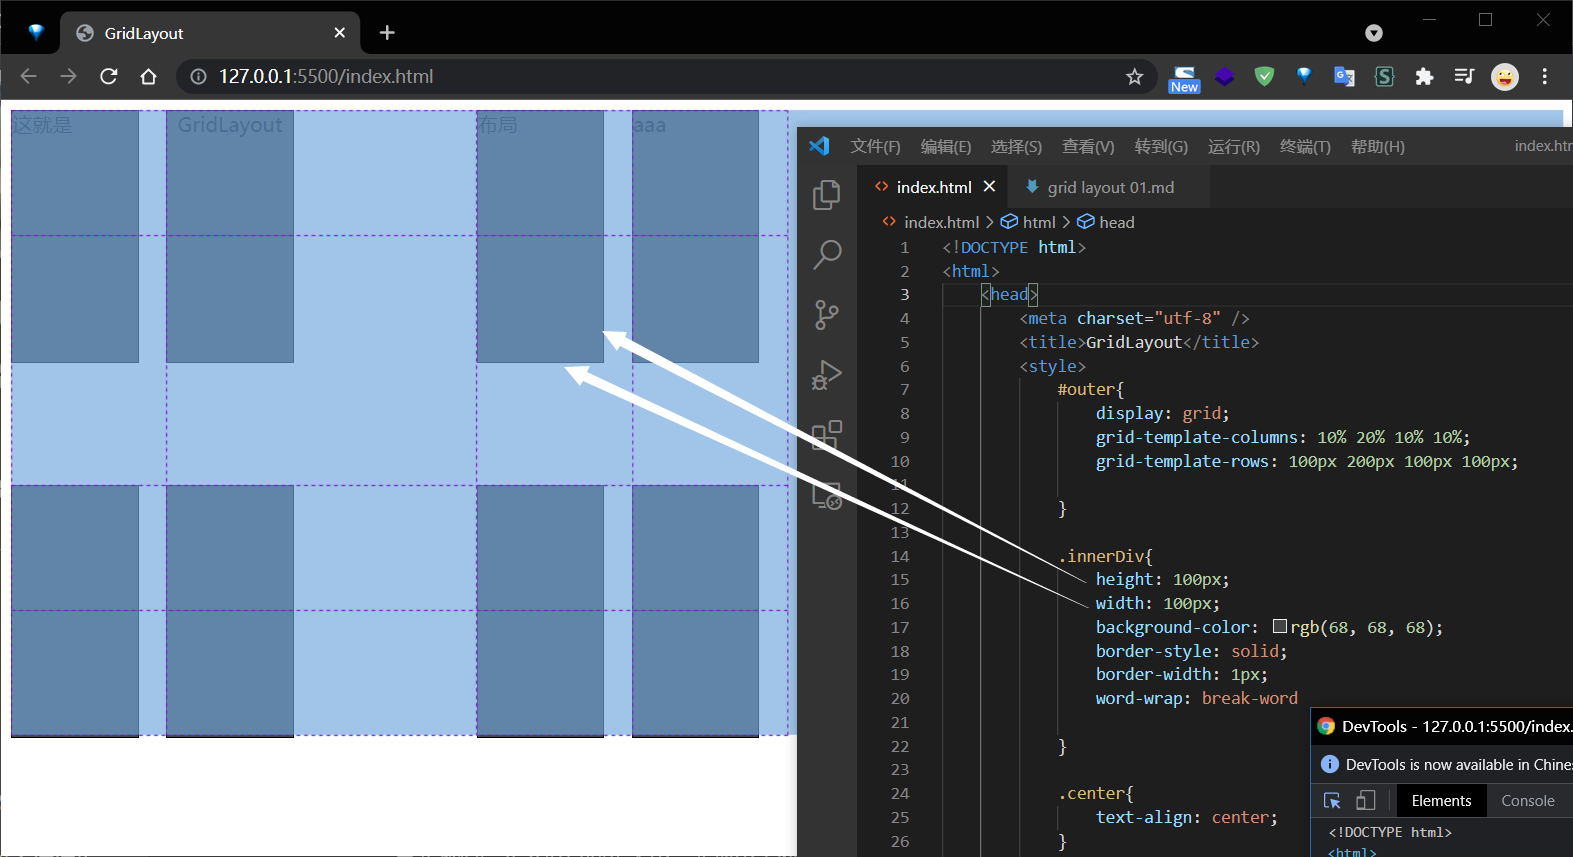 GridLayout
127.0.0.1:5500/index.html
New
这就是
GridLayout
布局
aaa
文件(F) 编辑(E) 选择(S) 查看(V) 转到(G) 运行(R) 终端(T) 帮助(H)
index.htm
index.html
grid layout 01.md
index.html > html > head
1 <!DOCTYPE html>
2 <html>
3 <head>
4 <meta charset="utf-8" />
5 <title>GridLayout</title>
6 <style>
7 #outer{
8 display: grid;
9 grid-template-columns: 10% 20% 10% 10%;
10 grid-template-rows: 100px 200px 100px 100px;
11
12 }
13
14 .innerDiv{
15 height: 100px;
16 width: 100px;
17 background-color: rgb(68, 68, 68);
18 border-style: solid;
19 border-width: 1px;
20 word-wrap: break-word
21
22 }
23
24 .center{
25 text-align: center;
26 }
DevTools - 127.0.0.1:5500/index.
DevTools is now available in Chine
Elements
Console
<!DOCTYPE html>
<html>